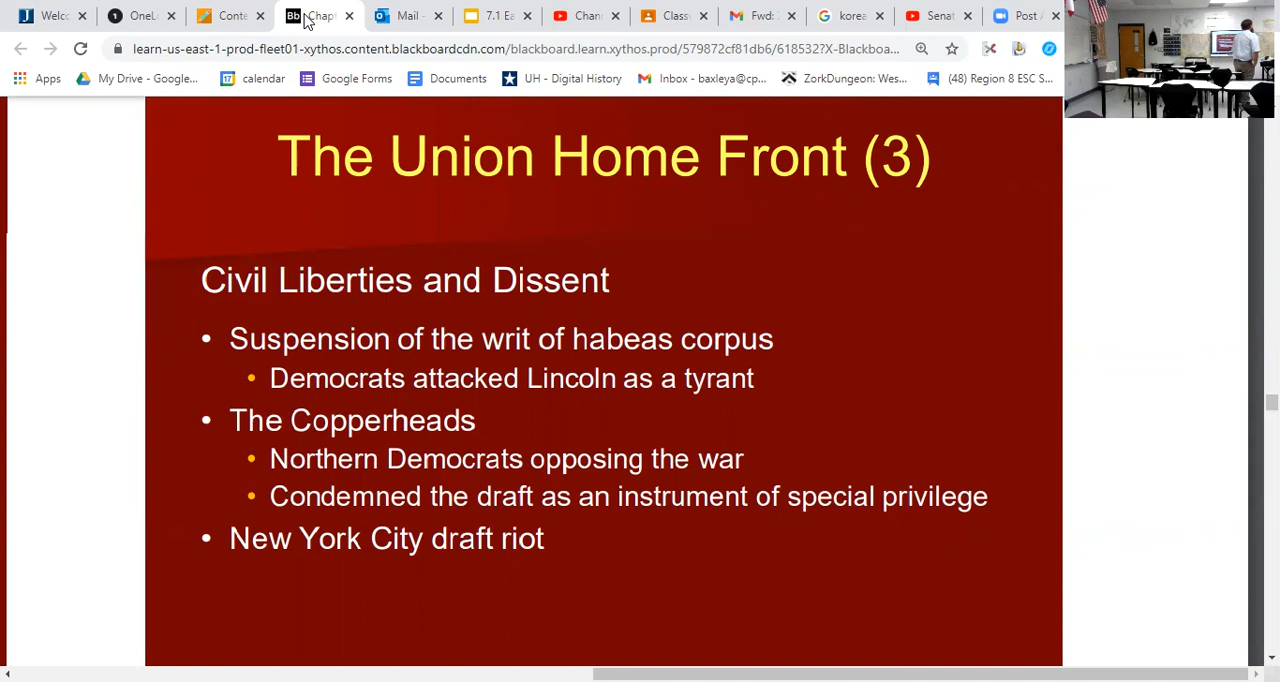 Welc
OneL
Conte
Bb Chapt
Mail -
7.1 Ea
Chan
Class
Fwd:
korea
Senat
Post A
learn-us-east-1-prod-fleet01-xythos.content.blackboardcdn.com/blackboard.learn.xythos.prod/579872cf81db6/618532?X-Blackboa...
Apps My Drive - Google... calendar Google Forms Documents UH - Digital History Inbox - baxleya@cp... ZorkDungeon: Wes... (48) Region 8 ESC S...
The Union Home Front (3)
Civil Liberties and Dissent
• Suspension of the writ of habeas corpus
• Democrats attacked Lincoln as a tyrant
• The Copperheads
• Northern Democrats opposing the war
• Condemned the draft as an instrument of special privilege
• New York City draft riot